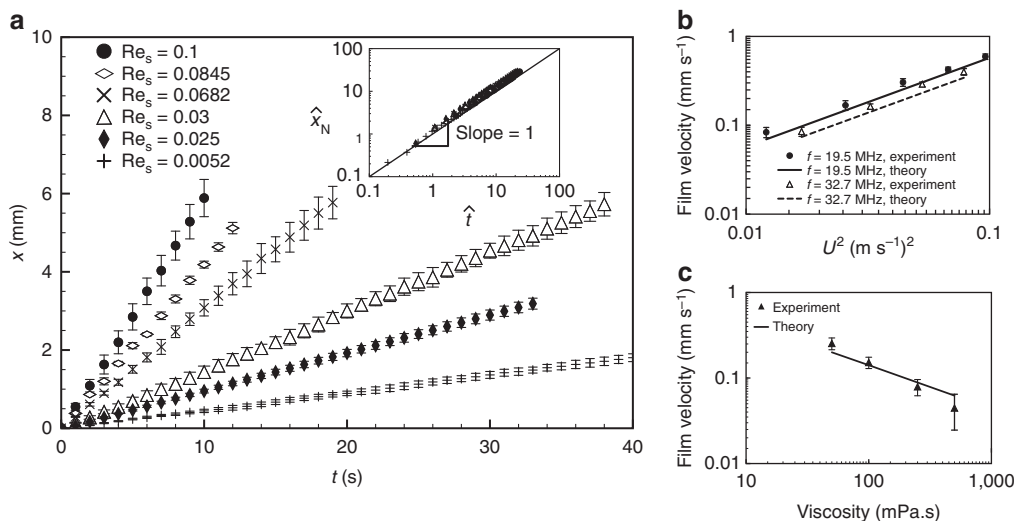 a
10
8
6
4
2
0
x (mm)
0
10
20
30
40
t (s)
Re_s = 0.1
Re_s = 0.0845
Re_s = 0.0682
Re_s = 0.03
Re_s = 0.025
Re_s = 0.0052
100
10
1
0.1
x̂_N
Slope = 1
0.1
1
10
100
t̂
b
Film velocity (mm s⁻¹)
1
0.1
0.01
f = 19.5 MHz, experiment
f = 19.5 MHz, theory
f = 32.7 MHz, experiment
f = 32.7 MHz, theory
0.01
0.1
U² (m s⁻¹)²
c
Film velocity (mm s⁻¹)
1
0.1
0.01
Experiment
Theory
10
100
1,000
Viscosity (mPa.s)